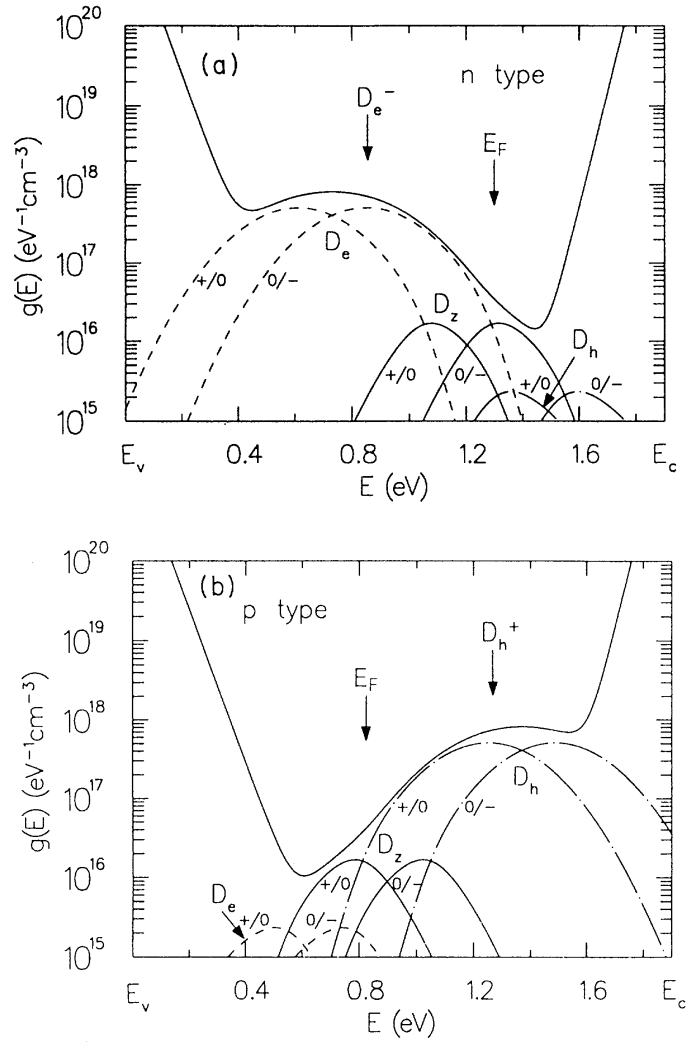 (a)
n type
D_e^-
E_F
D_e
D_z
D_h
+/0
0/-
+/0
0/-
+/0
0/-
10^20
10^19
10^18
10^17
10^16
10^15
g(E) (eV^-1cm^-3)
E_v
0.4
0.8
1.2
1.6
E_c
E (eV)
(b)
p type
D_h^+
E_F
D_h
D_z
D_e
+/0
0/-
+/0
0/-
+/0
0/-
10^20
10^19
10^18
10^17
10^16
10^15
g(E) (eV^-1cm^-3)
E_v
0.4
0.8
1.2
1.6
E_c
E (eV)